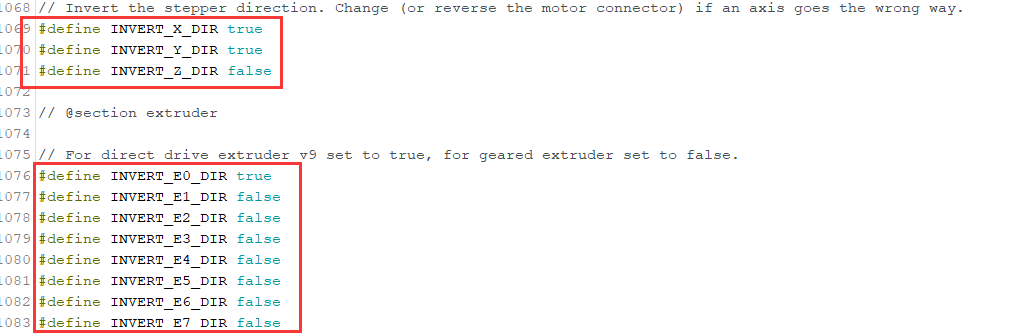 1068 // Invert the stepper direction. Change (or reverse the motor connector) if an axis goes the wrong way.
1069 #define INVERT_X_DIR true
1070 #define INVERT_Y_DIR true
1071 #define INVERT_Z_DIR false
1072
1073 // @section extruder
1074
1075 // For direct drive extruder v9 set to true, for geared extruder set to false.
1076 #define INVERT_E0_DIR true
1077 #define INVERT_E1_DIR false
1078 #define INVERT_E2_DIR false
1079 #define INVERT_E3_DIR false
1080 #define INVERT_E4_DIR false
1081 #define INVERT_E5_DIR false
1082 #define INVERT_E6_DIR false
1083 #define INVERT_E7_DIR false